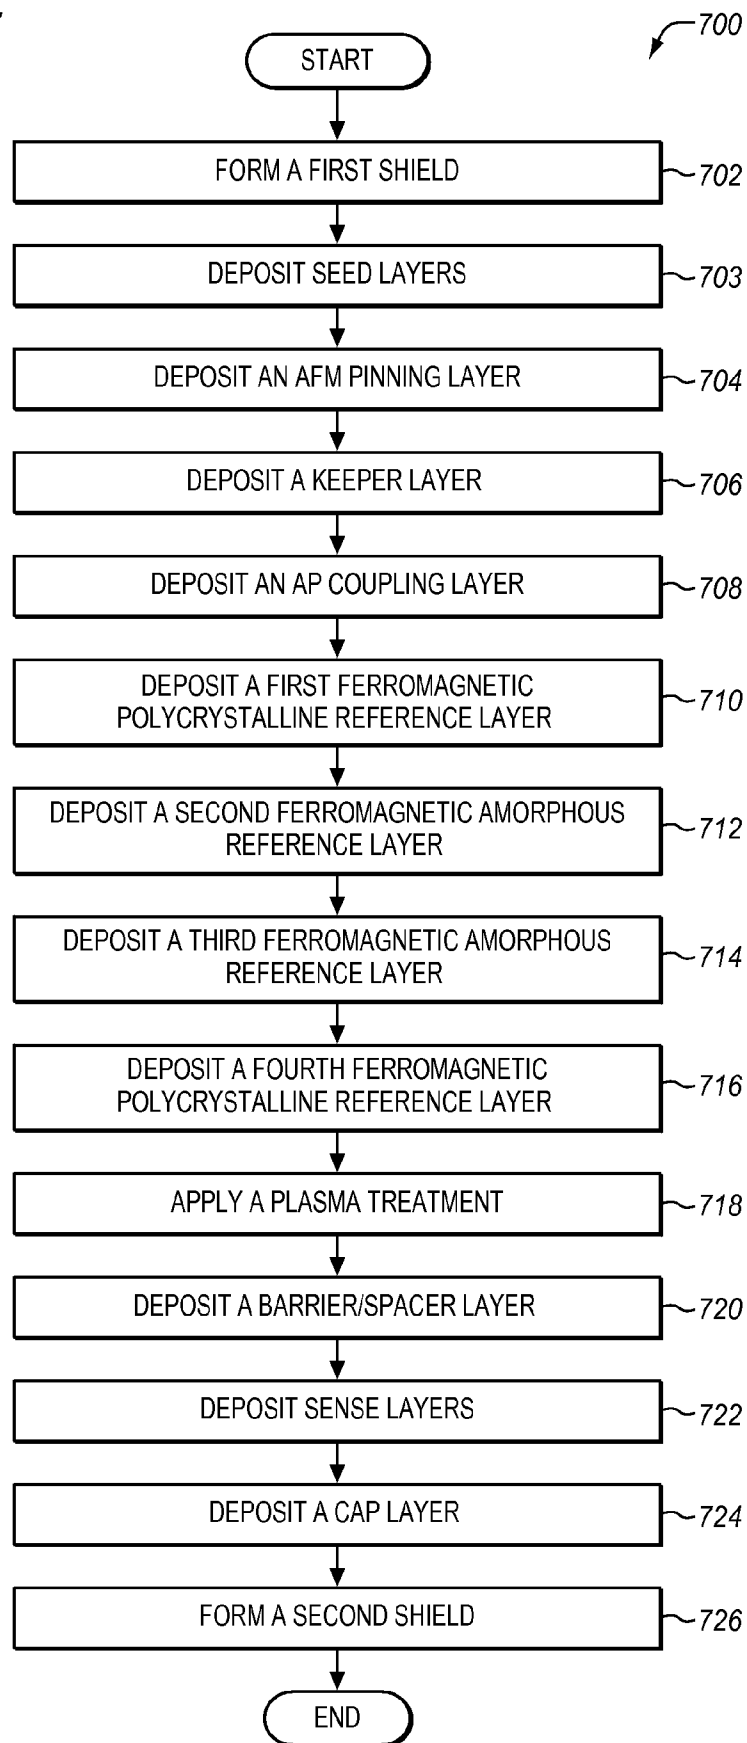 700
START
FORM A FIRST SHIELD
702
DEPOSIT SEED LAYERS
703
DEPOSIT AN AFM PINNING LAYER
704
DEPOSIT A KEEPER LAYER
706
DEPOSIT AN AP COUPLING LAYER
708
DEPOSIT A FIRST FERROMAGNETIC
POLYCRYSTALLINE REFERENCE LAYER
710
DEPOSIT A SECOND FERROMAGNETIC AMORPHOUS
REFERENCE LAYER
712
DEPOSIT A THIRD FERROMAGNETIC AMORPHOUS
REFERENCE LAYER
714
DEPOSIT A FOURTH FERROMAGNETIC
POLYCRYSTALLINE REFERENCE LAYER
716
APPLY A PLASMA TREATMENT
718
DEPOSIT A BARRIER/SPACER LAYER
720
DEPOSIT SENSE LAYERS
722
DEPOSIT A CAP LAYER
724
FORM A SECOND SHIELD
726
END